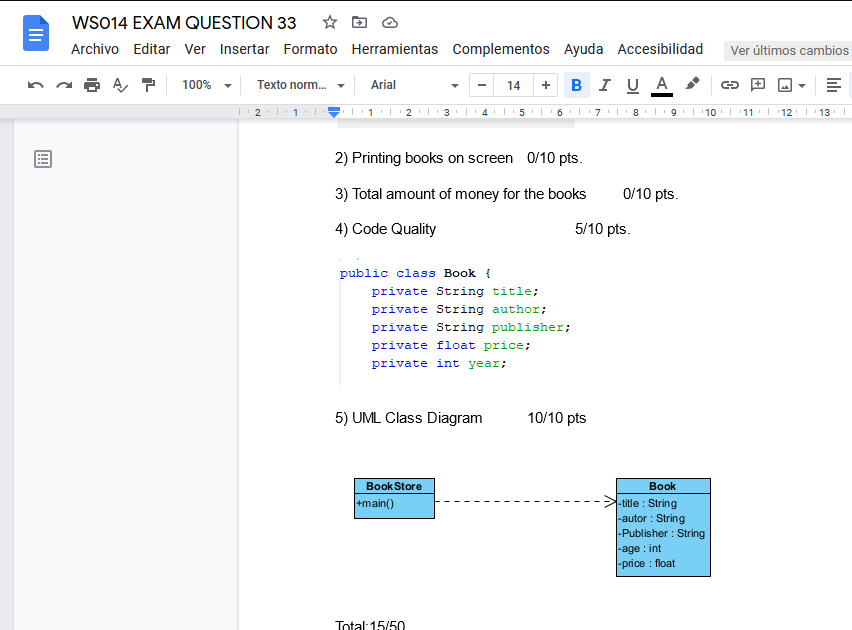 WS014 EXAM QUESTION 33
Archivo Editar Ver Insertar Formato Herramientas Complementos Ayuda Accesibilidad Ver últimos cambios
100% Texto norm... Arial 14 B I U A
2 1 1 2 3 4 5 6 7 8 9 10 11 12 13
2) Printing books on screen 0/10 pts.
3) Total amount of money for the books 0/10 pts.
4) Code Quality 5/10 pts.
public class Book {
private String title;
private String author;
private String publisher;
private float price;
private int year;
5) UML Class Diagram 10/10 pts
BookStore
+main()
Book
-title : String
-autor : String
-Publisher : String
-age : int
-price : float
Total:15/50